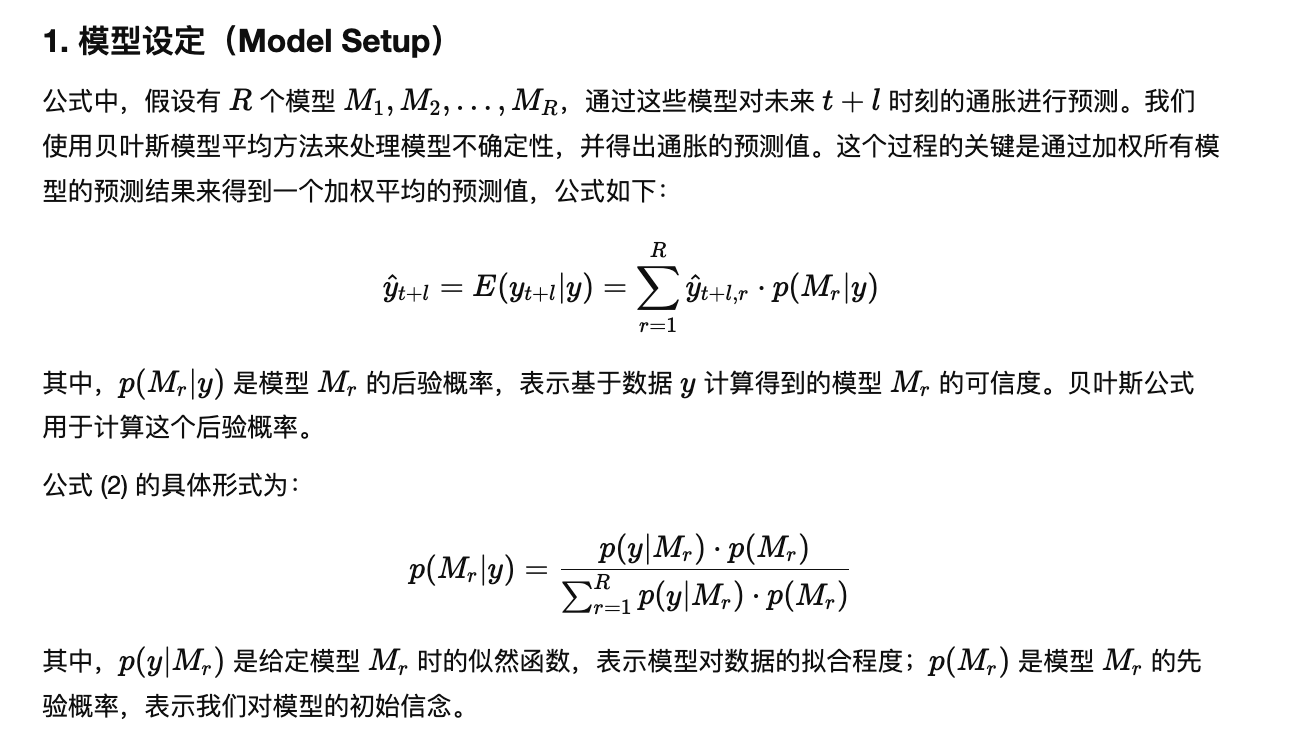 1. 模型设定（Model Setup）
公式中，假设有 R 个模型 M₁, M₂, . . . , M_R，通过这些模型对未来 t + l 时刻的通胀进行预测。我们
使用贝叶斯模型平均方法来处理模型不确定性，并得出通胀的预测值。这个过程的关键是通过加权所有模
型的预测结果来得到一个加权平均的预测值，公式如下：
ŷ_{t+l} = E(y_{t+l}|y) = \sum_{r=1}^{R} ŷ_{t+l,r} · p(M_r|y)
其中，p(M_r|y) 是模型 M_r 的后验概率，表示基于数据 y 计算得到的模型 M_r 的可信度。贝叶斯公式
用于计算这个后验概率。
公式 (2) 的具体形式为：
p(M_r|y) = \frac{p(y|M_r) · p(M_r)}{\sum_{r=1}^{R} p(y|M_r) · p(M_r)}
其中，p(y|M_r) 是给定模型 M_r 时的似然函数，表示模型对数据的拟合程度；p(M_r) 是模型 M_r 的先
验概率，表示我们对模型的初始信念。